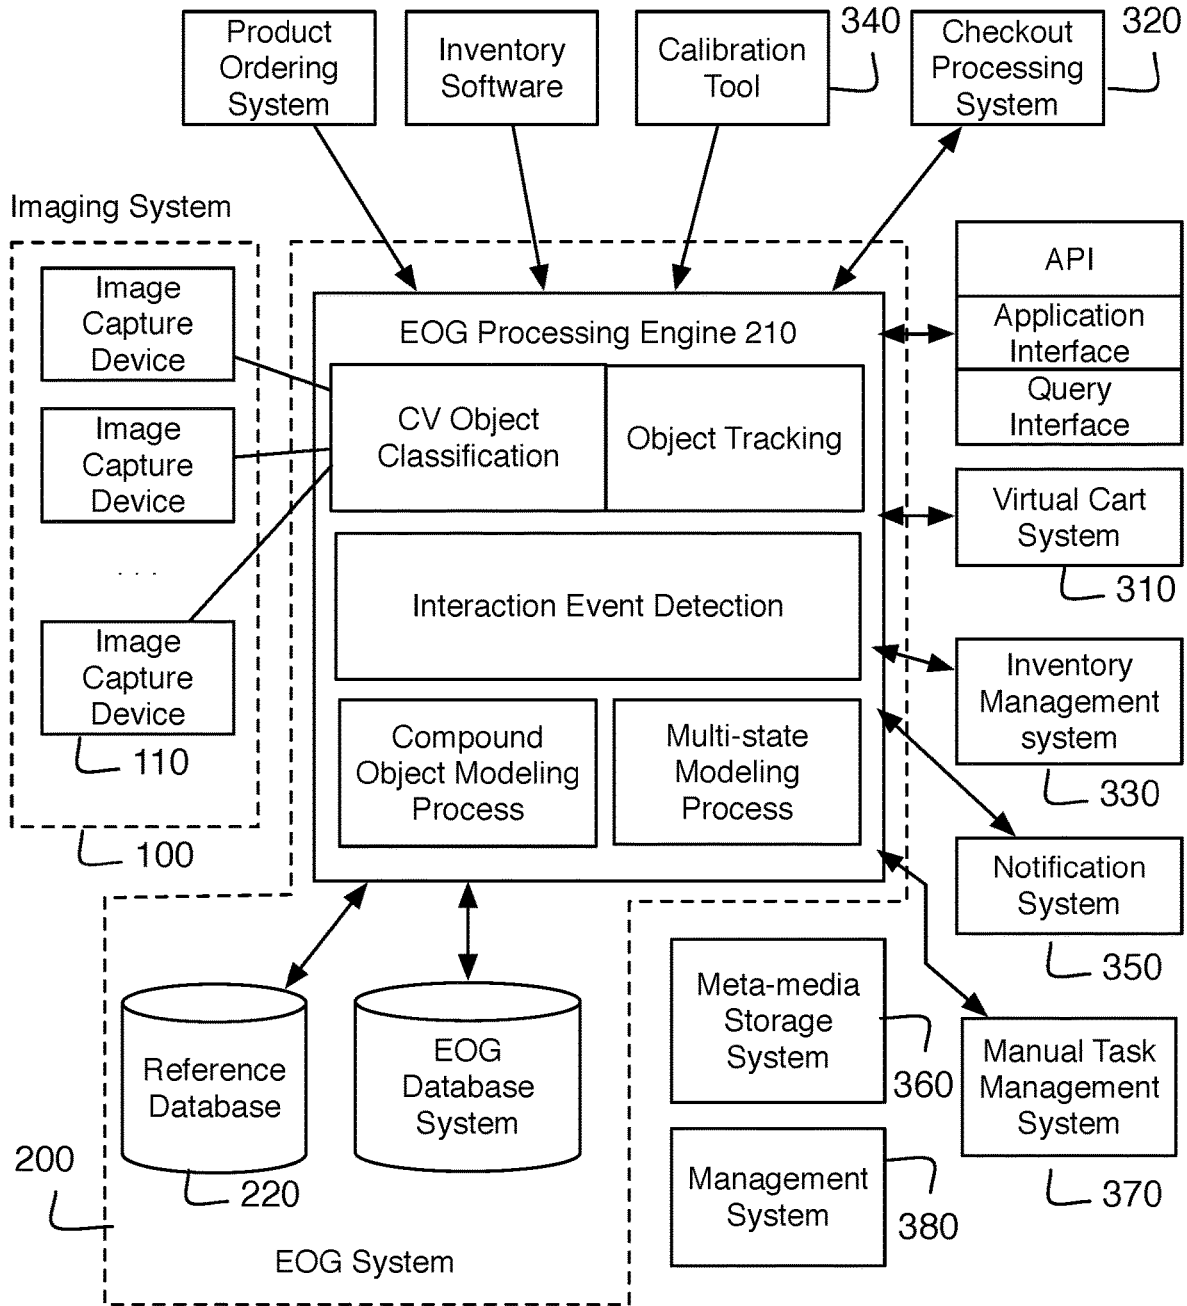 Product
Ordering
System
Inventory
Software
Calibration
Tool
340
Checkout
Processing
System
320
Imaging System
Image
Capture
Device
Image
Capture
Device
. . .
Image
Capture
Device
110
100
EOG Processing Engine 210
CV Object
Classification
Object Tracking
Interaction Event Detection
Compound
Object Modeling
Process
Multi-state
Modeling
Process
API
Application
Interface
Query
Interface
Virtual Cart
System
310
Inventory
Management
system
330
Notification
System
350
Manual Task
Management
System
370
Meta-media
Storage
System
360
Management
System
380
Reference
Database
220
EOG
Database
System
200
EOG System